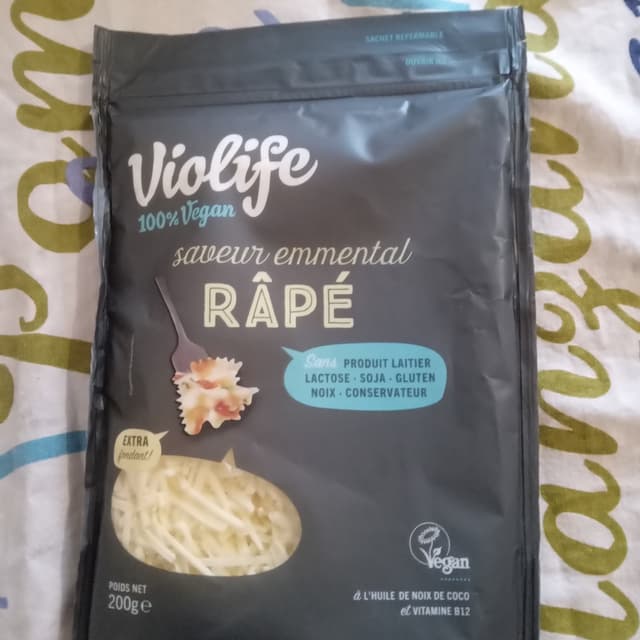 SACHET REFERMABLE
Violife
100% Vegan
saveur emmental
RÂPÉ
Sans PRODUIT LAITIER
LACTOSE · SOJA · GLUTEN
NOIX · CONSERVATEUR
EXTRA
fondant!
Vegan
POIDS NET
200g e
à L'HUILE DE NOIX DE COCO
et VITAMINE B12